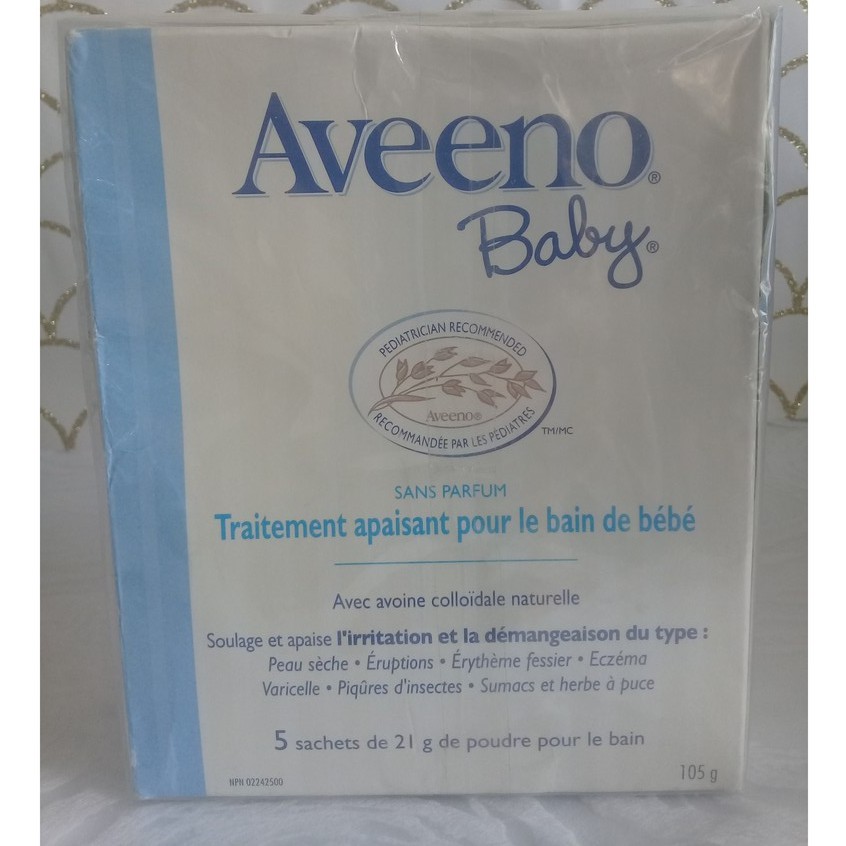 Aveeno®
Baby®
PEDIATRICIAN RECOMMENDED
Aveeno®
RECOMMANDÉE PAR LES PÉDIATRES
TM/MC
SANS PARFUM
Traitement apaisant pour le bain de bébé
Avec avoine colloïdale naturelle
Soulage et apaise l'irritation et la démangeaison du type :
Peau sèche • Éruptions • Érythème fessier • Eczéma
Varicelle • Piqûres d'insectes • Sumacs et herbe à puce
5 sachets de 21 g de poudre pour le bain
NPN 02242500
105 g